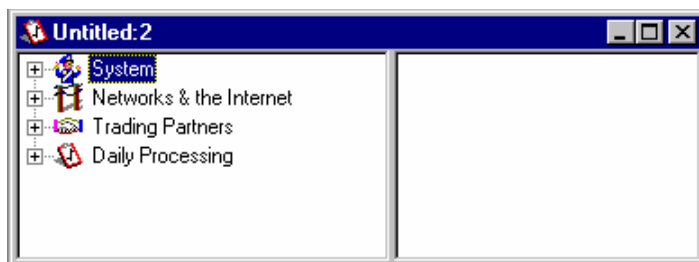 Untitled:2
System
Networks & the Internet
Trading Partners
Daily Processing